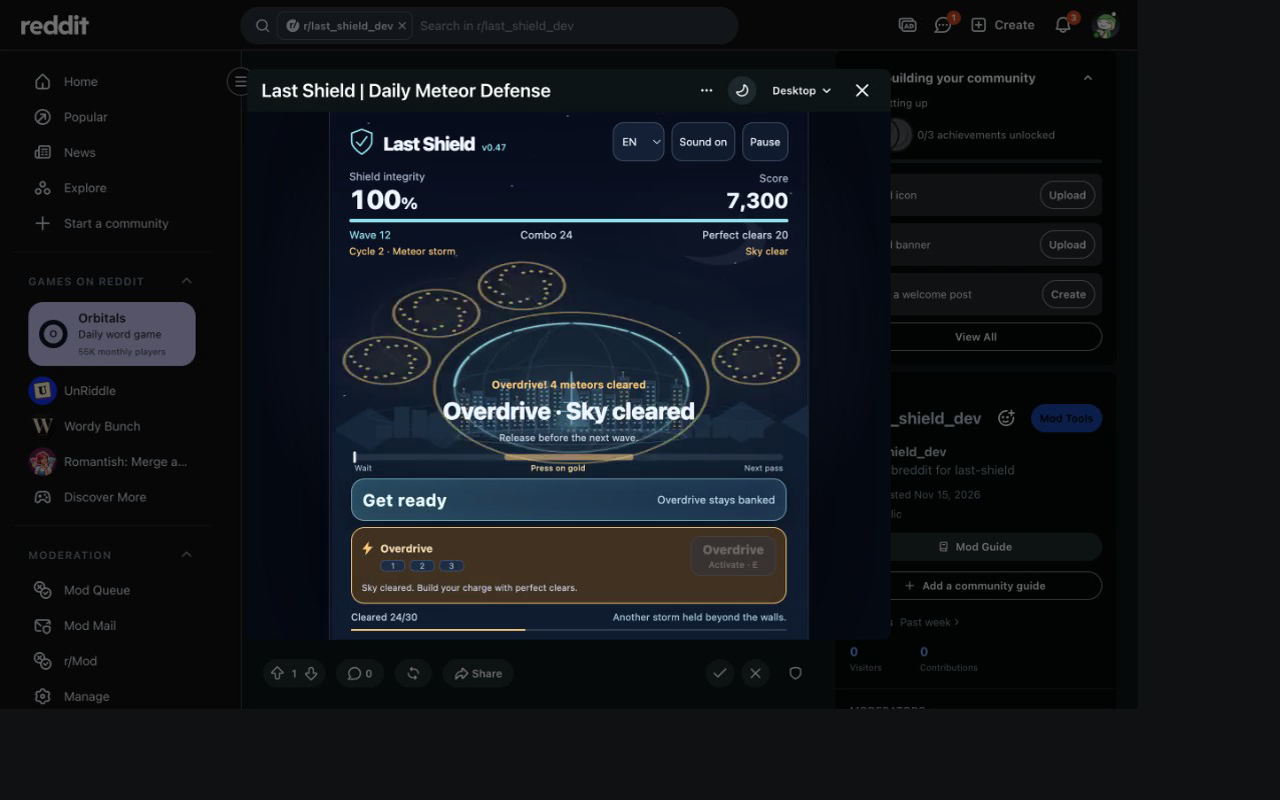 reddit
r/last_shield_dev
Search in r/last_shield_dev
1
Create
3
Home
Popular
News
Explore
Start a community
GAMES ON REDDIT
Orbitals
Daily word game
55K monthly players
UnRiddle
Wordy Bunch
Romantish: Merge a...
Discover More
MODERATION
Mod Queue
Mod Mail
r/Mod
Manage
Last Shield | Daily Meteor Defense
Desktop
Last Shield v0.47
EN
Sound on
Pause
Shield integrity
100%
Score
7,300
Wave 12
Combo 24
Perfect clears 20
Cycle 2 · Meteor storm
Sky clear
Overdrive! 4 meteors cleared
Overdrive · Sky cleared
Release before the next wave.
Wait
Press on gold
Next pass
Get ready
Overdrive stays banked
Overdrive
1 2 3
Overdrive
Activate · E
Sky cleared. Build your charge with perfect clears.
Cleared 24/30
Another storm held beyond the walls.
1
0
Share
uilding your community
tting up
0/3 achievements unlocked
icon
Upload
banner
Upload
a welcome post
Create
View All
_shield_dev
Mod Tools
ield_dev
breddit for last-shield
ated Nov 15, 2026
lic
Mod Guide
Add a community guide
s Past week
0
Visitors
0
Contributions